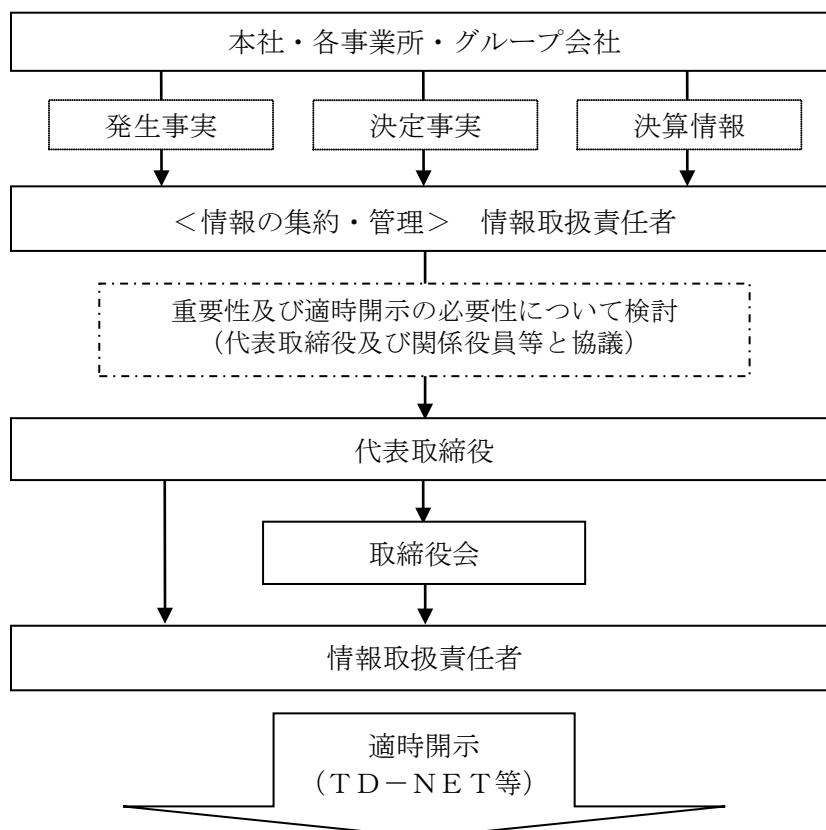 本社・各事業所・グループ会社
発生事実
決定事実
決算情報
<情報の集約・管理> 情報取扱責任者
重要性及び適時開示の必要性について検討
(代表取締役及び関係役員等と協議)
代表取締役
取締役会
情報取扱責任者
適時開示
(TD-NET等)